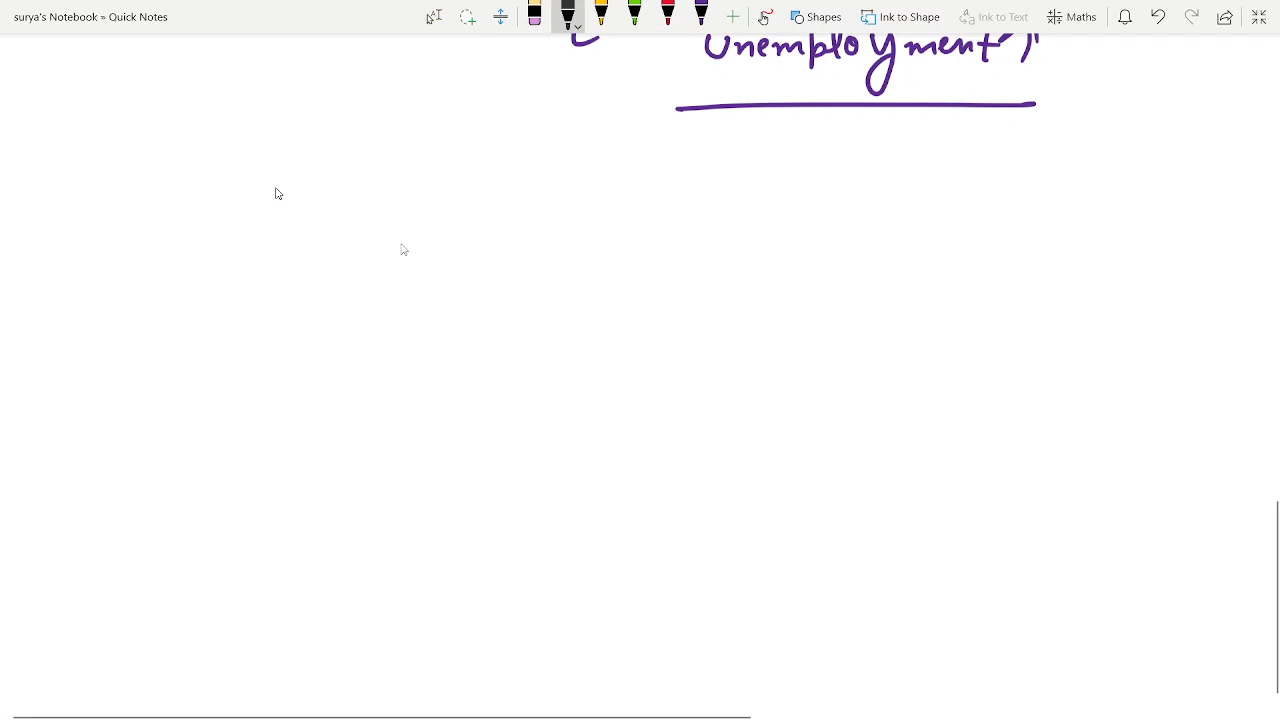 surya's Notebook » Quick Notes Shapes Ink to Shape Ink to Text Maths
Unemployment